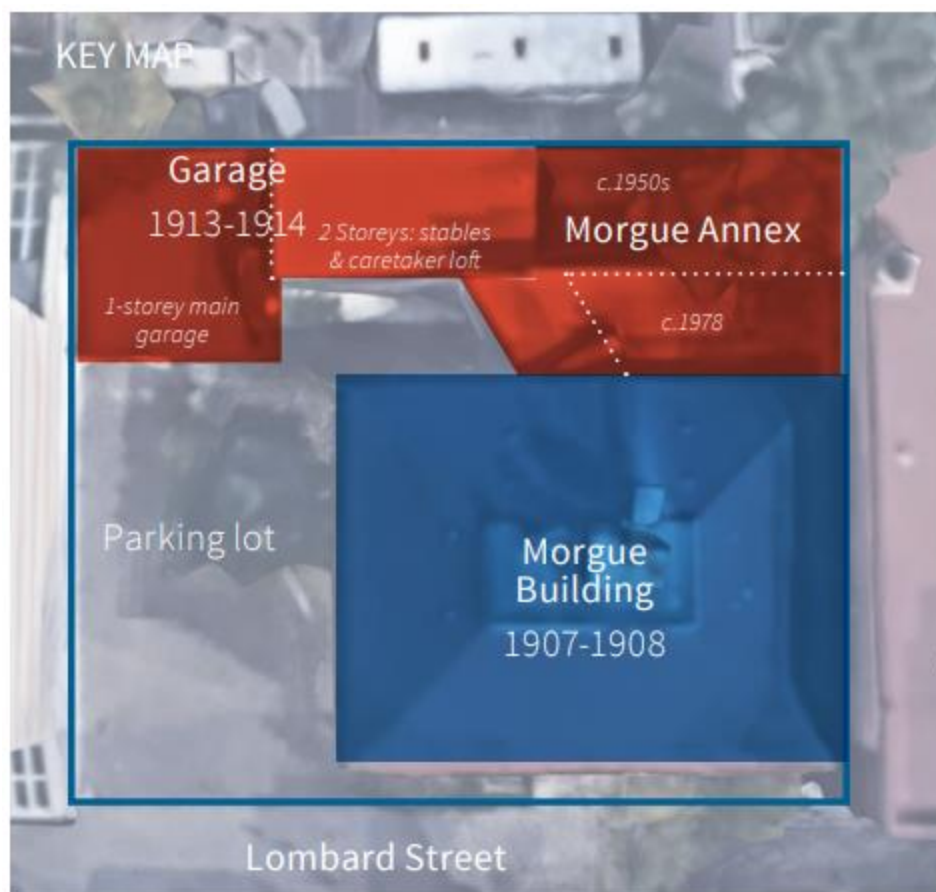 KEY MAP
Garage
1913-1914
2 Storeys: stables
& caretaker loft
1-storey main
garage
c.1950s
Morgue Annex
c.1978
Parking lot
Morgue
Building
1907-1908
Lombard Street